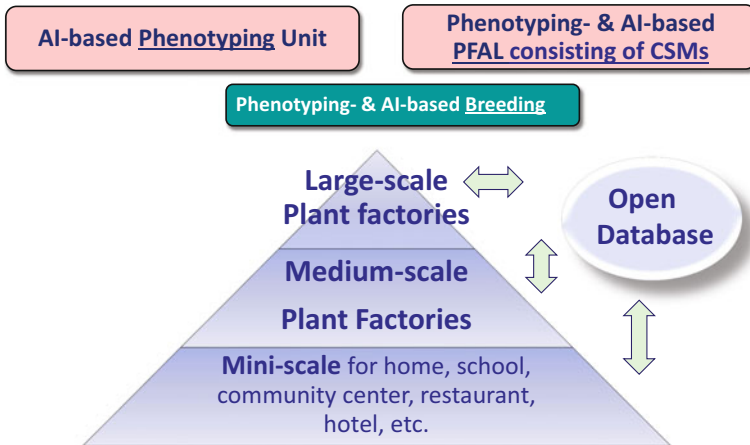 AI-based Phenotyping Unit
Phenotyping- & AI-based
PFAL consisting of CSMs
Phenotyping- & AI-based Breeding
Large-scale
Plant factories
Open
Database
Medium-scale
Plant Factories
Mini-scale for home, school,
community center, restaurant,
hotel, etc.